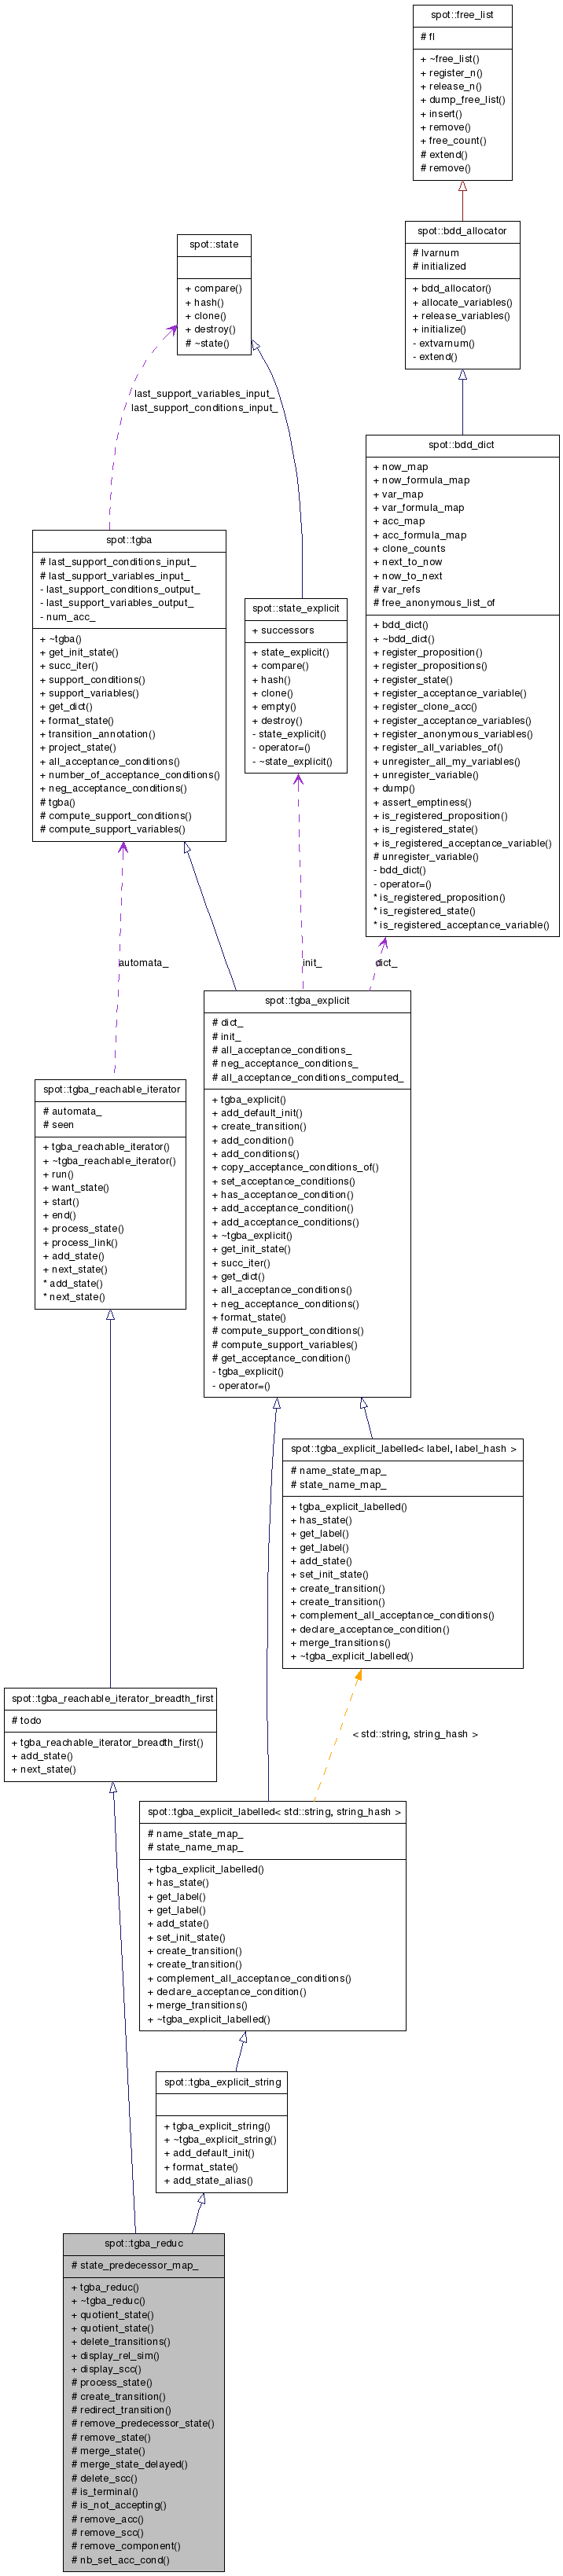 spot::free_list
# fl
+ ~free_list()
+ register_n()
+ release_n()
+ dump_free_list()
+ insert()
+ remove()
+ free_count()
# extend()
# remove()
spot::bdd_allocator
# lvarnum
# initialized
+ bdd_allocator()
+ allocate_variables()
+ release_variables()
+ initialize()
- extvarnum()
- extend()
spot::state
+ compare()
+ hash()
+ clone()
+ destroy()
# ~state()
last_support_variables_input_
last_support_conditions_input_
spot::bdd_dict
+ now_map
+ now_formula_map
+ var_map
+ var_formula_map
+ acc_map
+ acc_formula_map
+ clone_counts
+ next_to_now
+ now_to_next
# var_refs
# free_anonymous_list_of
+ bdd_dict()
+ ~bdd_dict()
+ register_proposition()
+ register_propositions()
+ register_state()
+ register_acceptance_variable()
+ register_clone_acc()
+ register_acceptance_variables()
+ register_anonymous_variables()
+ register_all_variables_of()
+ unregister_all_my_variables()
+ unregister_variable()
+ dump()
+ assert_emptiness()
+ is_registered_proposition()
+ is_registered_state()
+ is_registered_acceptance_variable()
# unregister_variable()
- bdd_dict()
- operator=()
* is_registered_proposition()
* is_registered_state()
* is_registered_acceptance_variable()
spot::tgba
# last_support_conditions_input_
# last_support_variables_input_
- last_support_conditions_output_
- last_support_variables_output_
- num_acc_
+ ~tgba()
+ get_init_state()
+ succ_iter()
+ support_conditions()
+ support_variables()
+ get_dict()
+ format_state()
+ transition_annotation()
+ project_state()
+ all_acceptance_conditions()
+ number_of_acceptance_conditions()
+ neg_acceptance_conditions()
# tgba()
# compute_support_conditions()
# compute_support_variables()
spot::state_explicit
+ successors
+ state_explicit()
+ compare()
+ hash()
+ clone()
+ empty()
+ destroy()
- state_explicit()
- operator=()
- ~state_explicit()
automata_
init_
dict_
spot::tgba_explicit
# dict_
# init_
# all_acceptance_conditions_
# neg_acceptance_conditions_
# all_acceptance_conditions_computed_
+ tgba_explicit()
+ add_default_init()
+ create_transition()
+ add_condition()
+ add_conditions()
+ copy_acceptance_conditions_of()
+ set_acceptance_conditions()
+ has_acceptance_condition()
+ add_acceptance_condition()
+ add_acceptance_conditions()
+ ~tgba_explicit()
+ get_init_state()
+ succ_iter()
+ get_dict()
+ all_acceptance_conditions()
+ neg_acceptance_conditions()
+ format_state()
# compute_support_conditions()
# compute_support_variables()
# get_acceptance_condition()
- tgba_explicit()
- operator=()
spot::tgba_reachable_iterator
# automata_
# seen
+ tgba_reachable_iterator()
+ ~tgba_reachable_iterator()
+ run()
+ want_state()
+ start()
+ end()
+ process_state()
+ process_link()
+ add_state()
+ next_state()
* add_state()
* next_state()
spot::tgba_explicit_labelled< label, label_hash >
# name_state_map_
# state_name_map_
+ tgba_explicit_labelled()
+ has_state()
+ get_label()
+ get_label()
+ add_state()
+ set_init_state()
+ create_transition()
+ create_transition()
+ complement_all_acceptance_conditions()
+ declare_acceptance_condition()
+ merge_transitions()
+ ~tgba_explicit_labelled()
spot::tgba_reachable_iterator_breadth_first
# todo
+ tgba_reachable_iterator_breadth_first()
+ add_state()
+ next_state()
< std::string, string_hash >
spot::tgba_explicit_labelled< std::string, string_hash >
# name_state_map_
# state_name_map_
+ tgba_explicit_labelled()
+ has_state()
+ get_label()
+ get_label()
+ add_state()
+ set_init_state()
+ create_transition()
+ create_transition()
+ complement_all_acceptance_conditions()
+ declare_acceptance_condition()
+ merge_transitions()
+ ~tgba_explicit_labelled()
spot::tgba_explicit_string
+ tgba_explicit_string()
+ ~tgba_explicit_string()
+ add_default_init()
+ format_state()
+ add_state_alias()
spot::tgba_reduc
# state_predecessor_map_
+ tgba_reduc()
+ ~tgba_reduc()
+ quotient_state()
+ quotient_state()
+ delete_transitions()
+ display_rel_sim()
+ display_scc()
# process_state()
# create_transition()
# redirect_transition()
# remove_predecessor_state()
# remove_state()
# merge_state()
# merge_state_delayed()
# delete_scc()
# is_terminal()
# is_not_accepting()
# remove_acc()
# remove_scc()
# remove_component()
# nb_set_acc_cond()